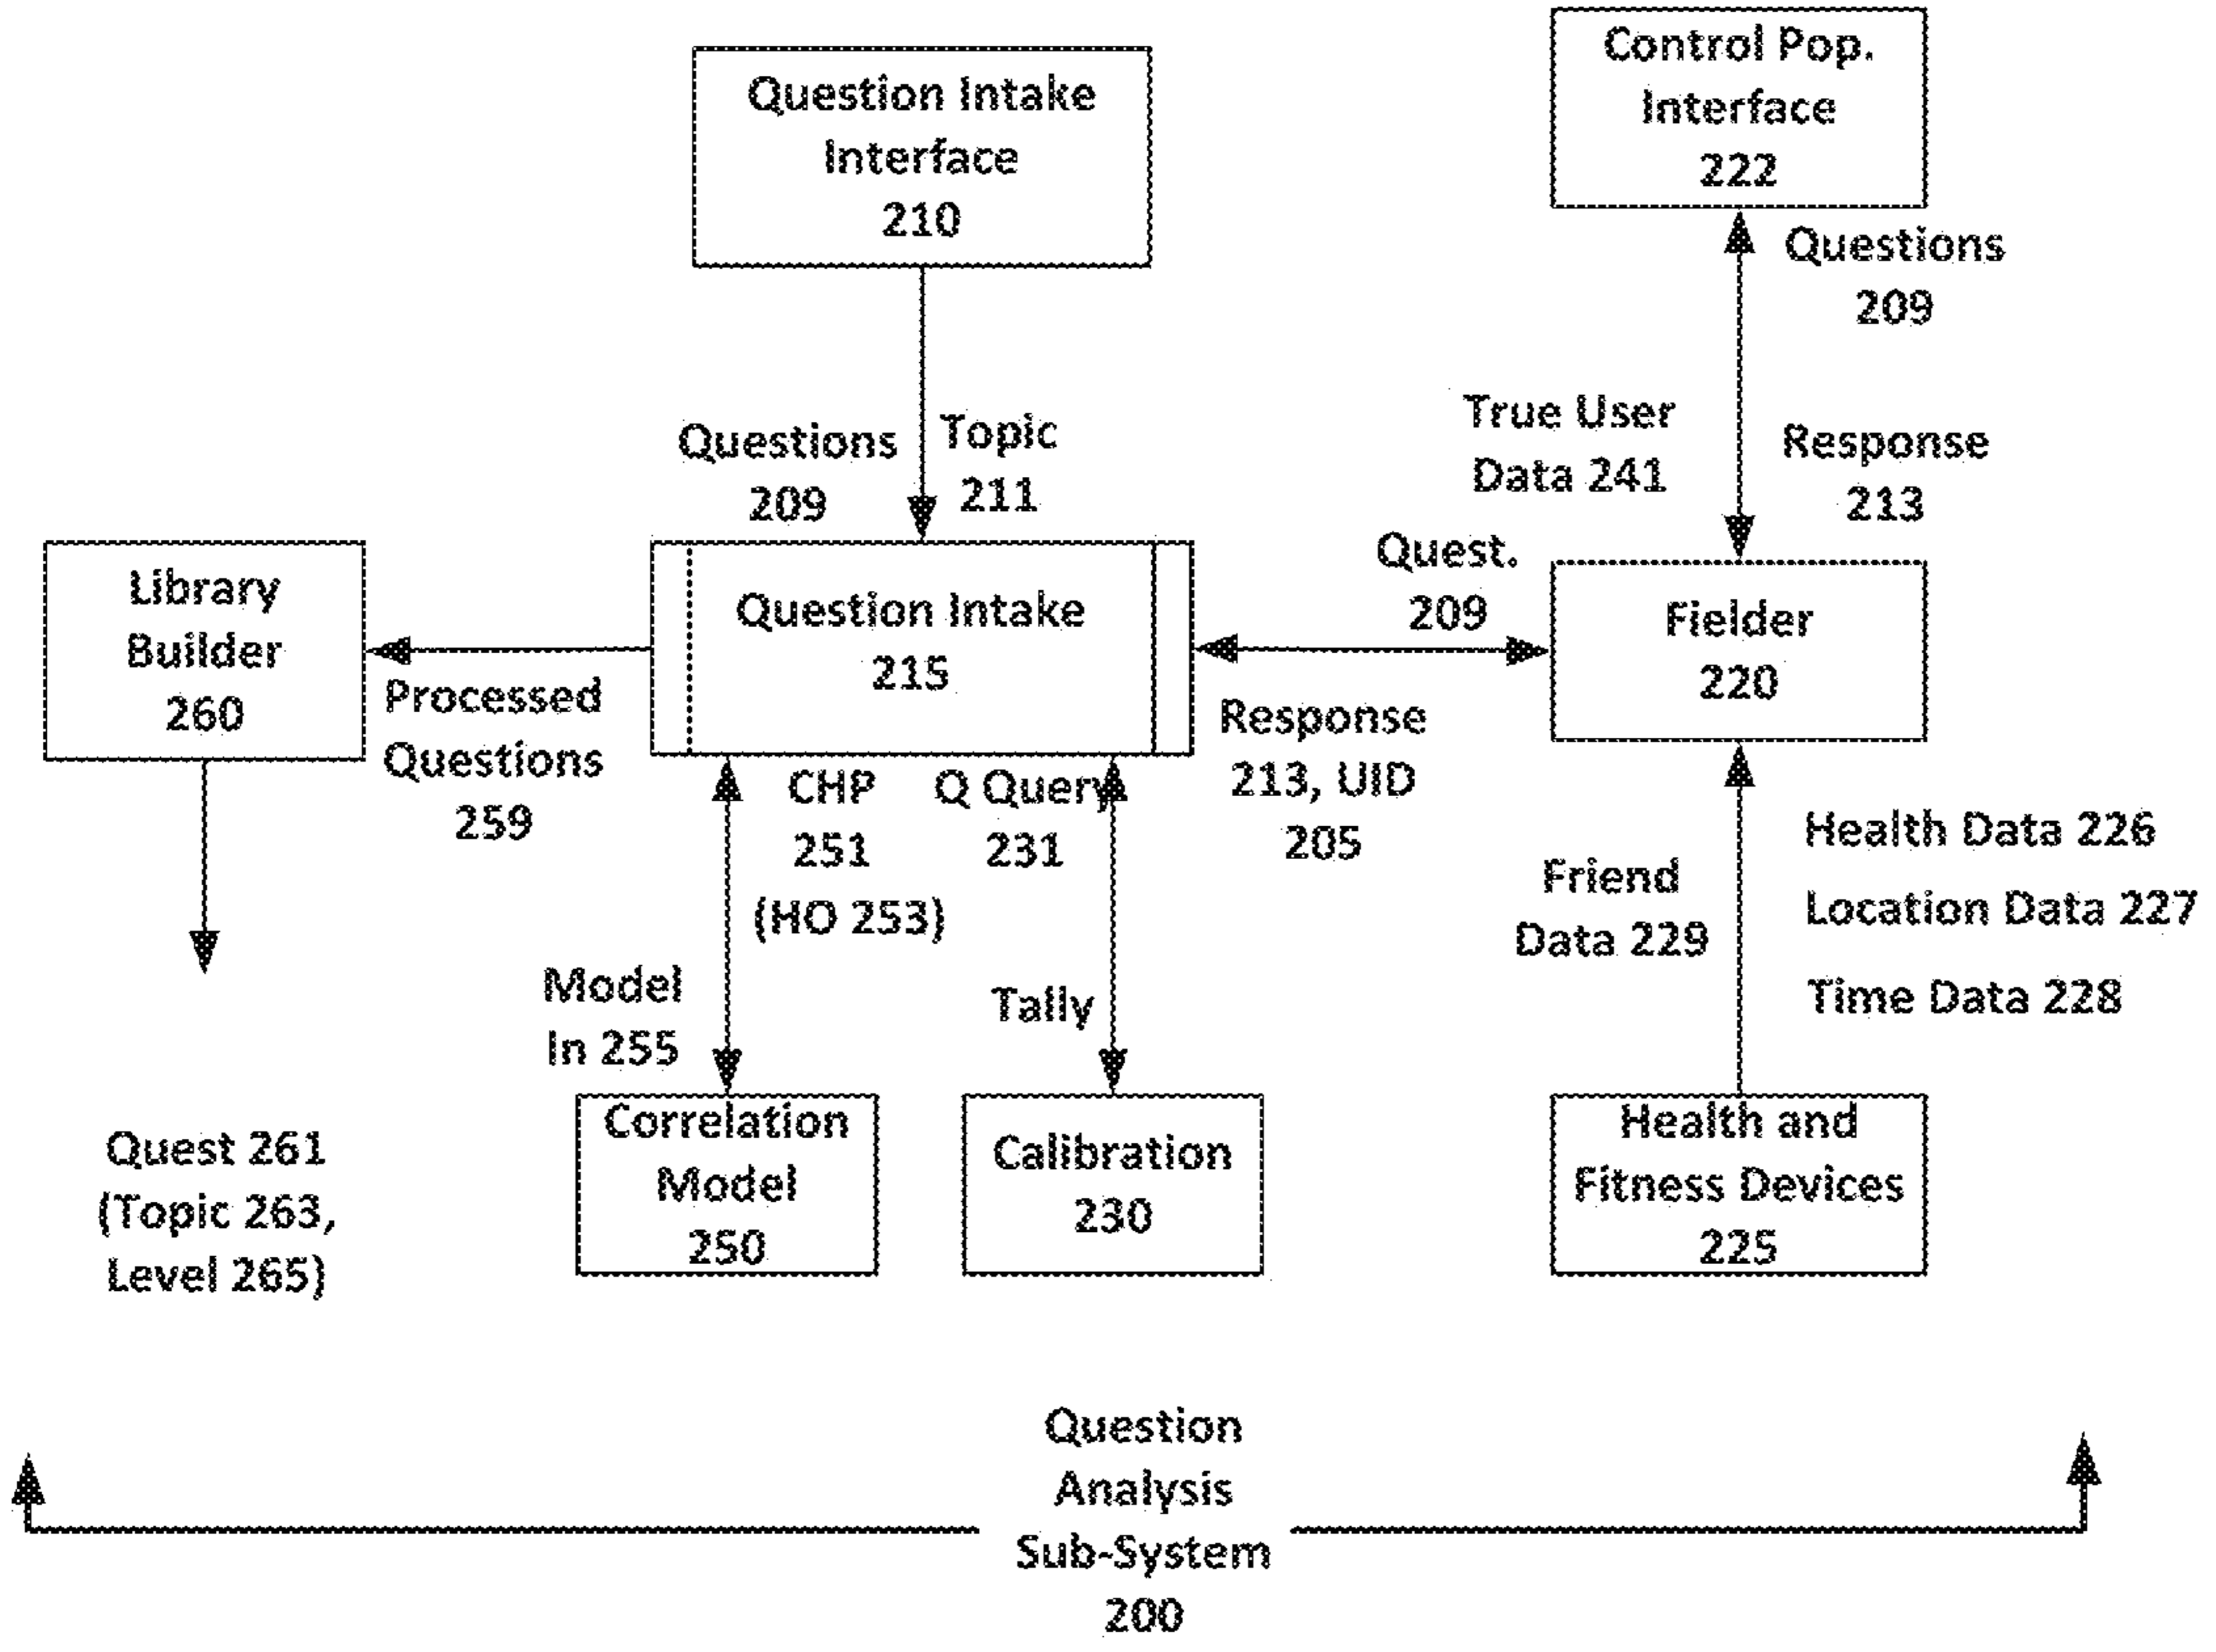 Question Intake
Interface
210
Control Pop.
Interface
222
Questions
209
Questions
209
Topic
211
True User
Data 241
Response
213
Library
Builder
260
Question Intake
215
Quest.
209
Fielder
220
Processed
Questions
259
CHP
251
(HO 253)
Q Query
231
Response
213, UID
205
Friend
Data 229
Health Data 226
Location Data 227
Time Data 228
Model
In 255
Tally
Quest 261
(Topic 263,
Level 265)
Correlation
Model
250
Calibration
230
Health and
Fitness Devices
225
Question
Analysis
Sub-System
200